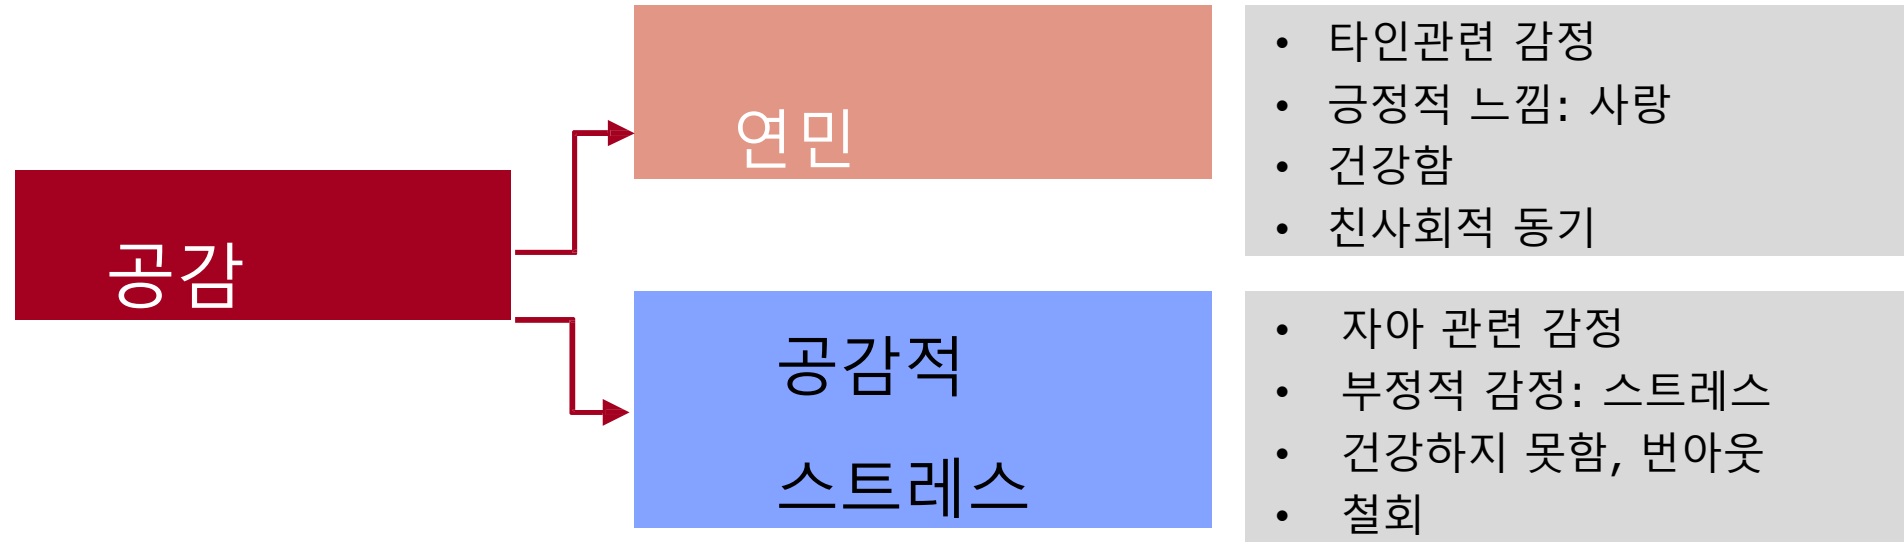 공감
연민
• 타인관련 감정
• 긍정적 느낌: 사랑
• 건강함
• 친사회적 동기
공감적
스트레스
• 자아 관련 감정
• 부정적 감정: 스트레스
• 건강하지 못함, 번아웃
• 철회